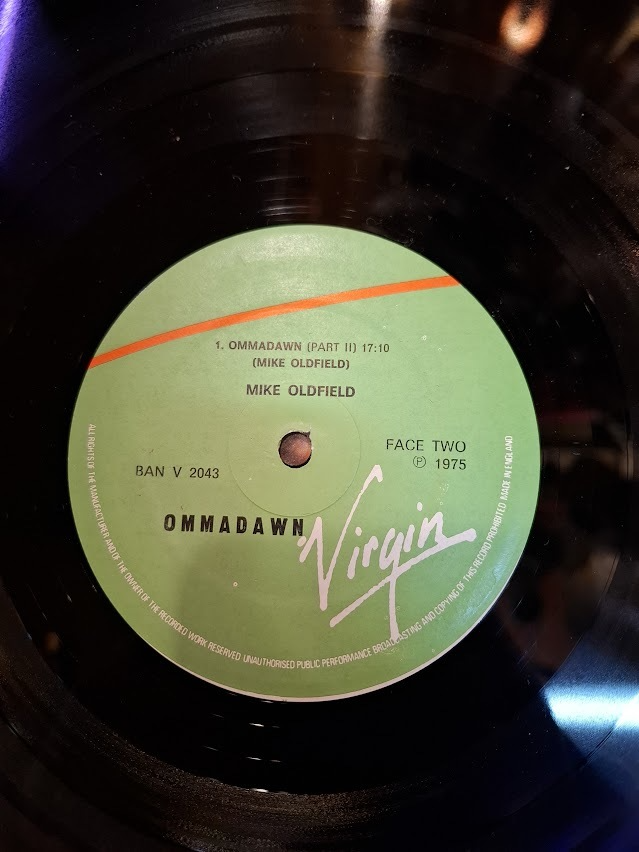 1. OMMADAWN (PART II) 17:10
(MIKE OLDFIELD)
MIKE OLDFIELD
BAN V 2043
FACE TWO
℗ 1975
OMMADAWN
Virgin
ALL RIGHTS OF THE MANUFACTURER AND OF THE OWNER OF THE RECORDED WORK RESERVED UNAUTHORISED PUBLIC PERFORMANCE BROADCASTING AND COPYING OF THIS RECORD PROHIBITED MADE IN ENGLAND